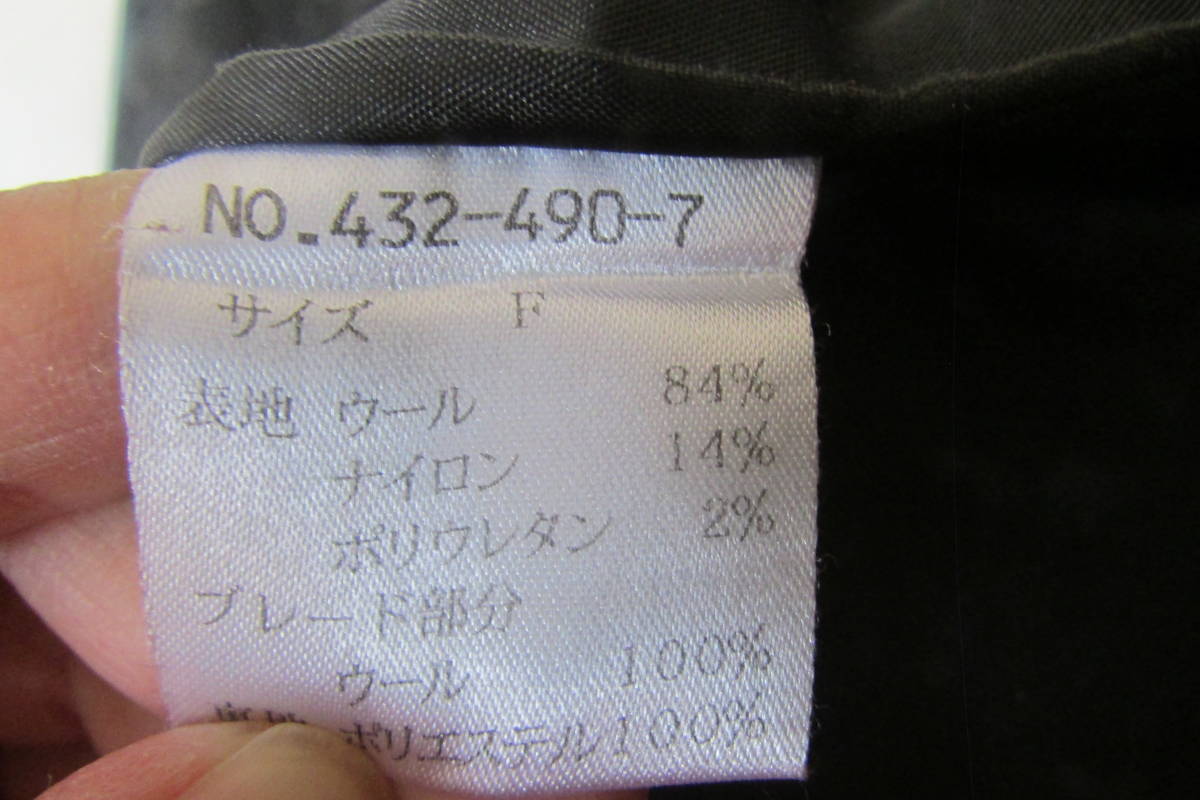 NO.432-490-7
サイズ F
表地 ウール 84%
ナイロン 14%
ポリウレタン 2%
ブレード部分
ウール 100%
ポリエステル100%